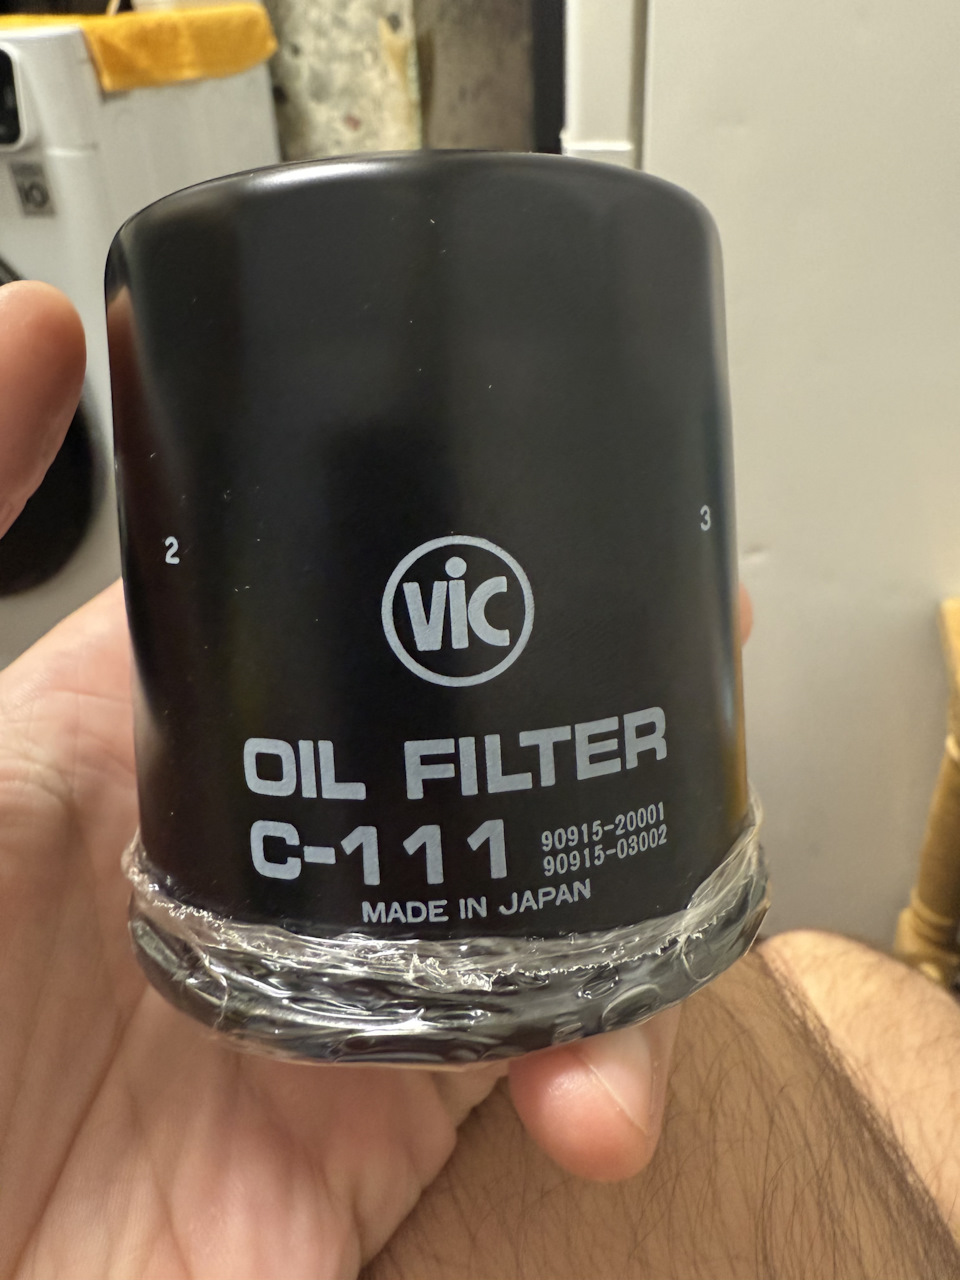 2
3
ViC
OIL FILTER
C-111
90915-20001
90915-03002
MADE IN JAPAN